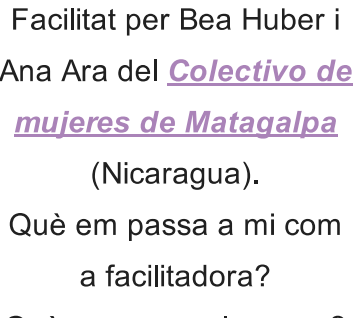 Facilitat per Bea Huber i
Ana Ara del Colectivo de
mujeres de Matagalpa
(Nicaragua).
Què em passa a mi com
a facilitadora?